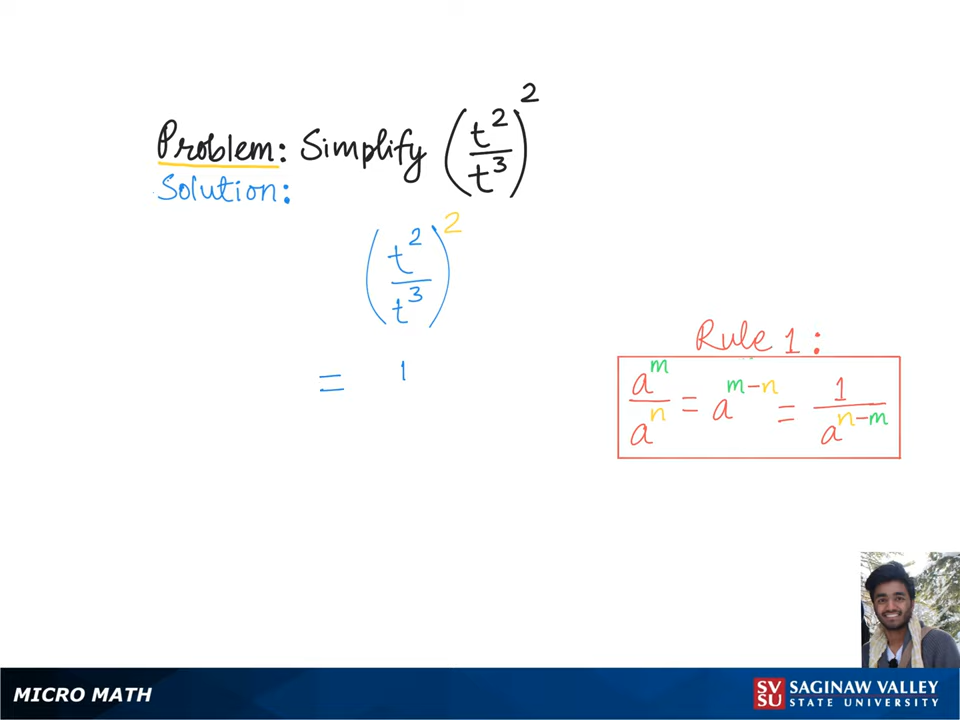 Problem: Simplify (t²/t³)²
Solution:
(t²/t³)²
= 1
Rule 1:
aᵐ/aⁿ = aᵐ⁻ⁿ = 1/aⁿ⁻ᵐ
MICRO MATH
SVSU SAGINAW VALLEY
STATE UNIVERSITY